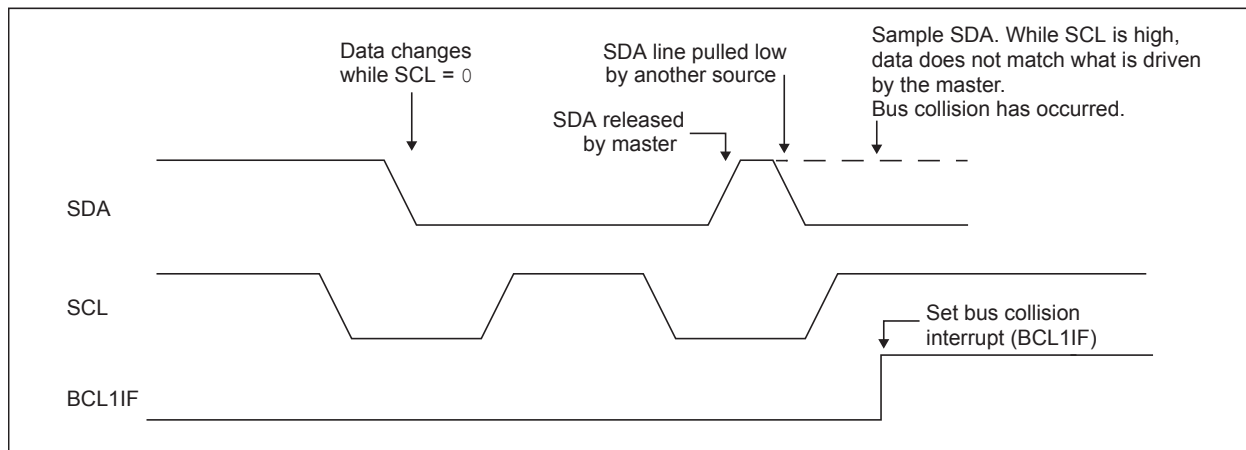 Data changes
while SCL = 0
SDA line pulled low
by another source
Sample SDA. While SCL is high,
data does not match what is driven
by the master.
Bus collision has occurred.
SDA released
by master
SDA
SCL
Set bus collision
interrupt (BCL1IF)
BCL1IF